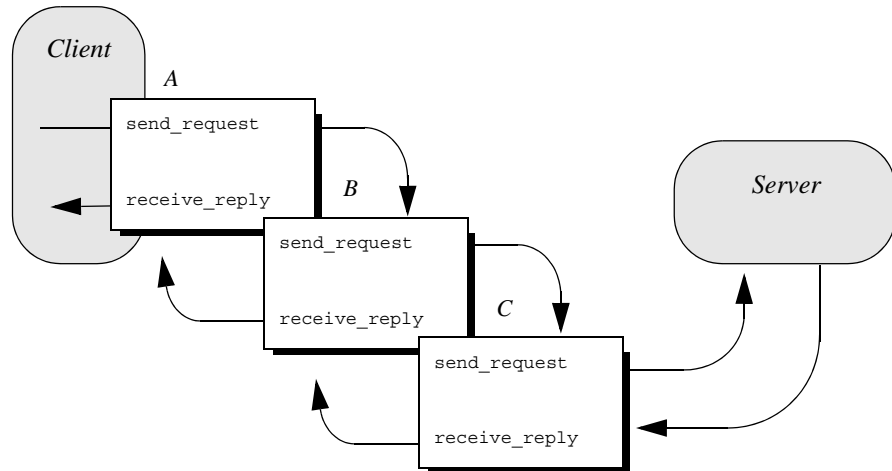 Client
A
send_request
receive_reply
B
send_request
receive_reply
C
send_request
receive_reply
Server